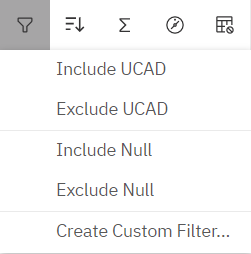 Include UCAD
Exclude UCAD
Include Null
Exclude Null
Create Custom Filter...